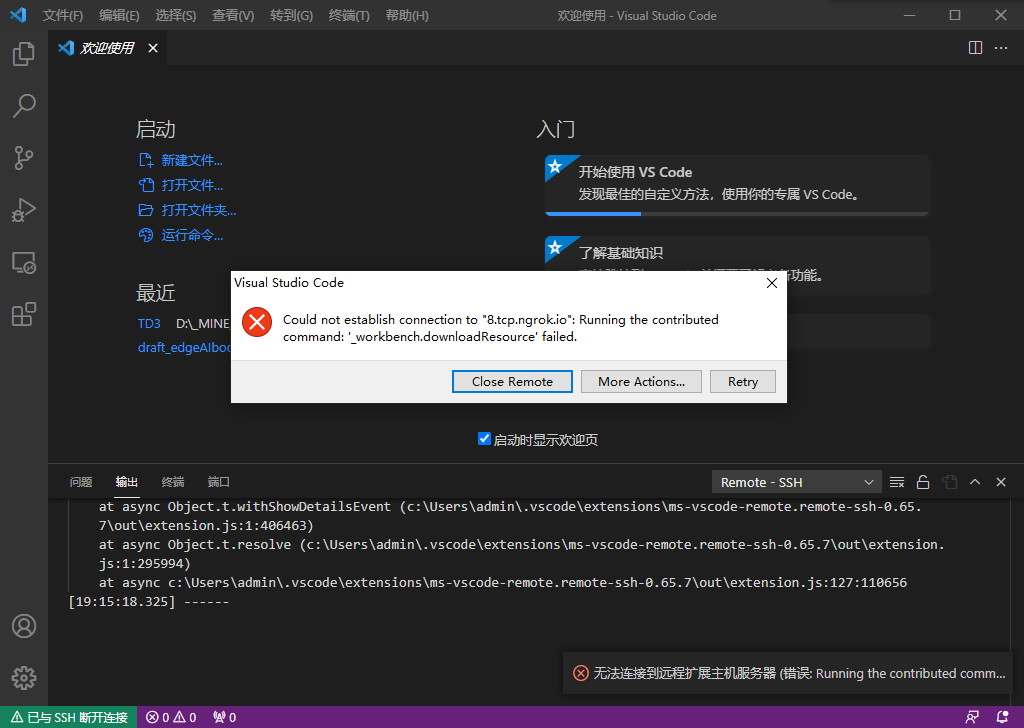 文件(F) 编辑(E) 选择(S) 查看(V) 转到(G) 终端(T) 帮助(H) 欢迎使用 - Visual Studio Code
欢迎使用
启动
新建文件...
打开文件...
打开文件夹...
运行命令...
最近
TD3 D:\_MINE
draft_edgeAIboc
入门
开始使用 VS Code
发现最佳的自定义方法，使用你的专属 VS Code。
了解基础知识
功能。
Visual Studio Code
Could not establish connection to "8.tcp.ngrok.io": Running the contributed
command: '_workbench.downloadResource' failed.
Close Remote More Actions... Retry
启动时显示欢迎页
问题 输出 终端 端口 Remote - SSH
at async Object.t.withShowDetailsEvent (c:\Users\admin\.vscode\extensions\ms-vscode-remote.remote-ssh-0.65.
7\out\extension.js:1:406463)
at async Object.t.resolve (c:\Users\admin\.vscode\extensions\ms-vscode-remote.remote-ssh-0.65.7\out\extension.
js:1:295994)
at async c:\Users\admin\.vscode\extensions\ms-vscode-remote.remote-ssh-0.65.7\out\extension.js:127:110656
[19:15:18.325] ------
无法连接到远程扩展主机服务器 (错误: Running the contributed comm...
已与 SSH 断开连接 0 0 0